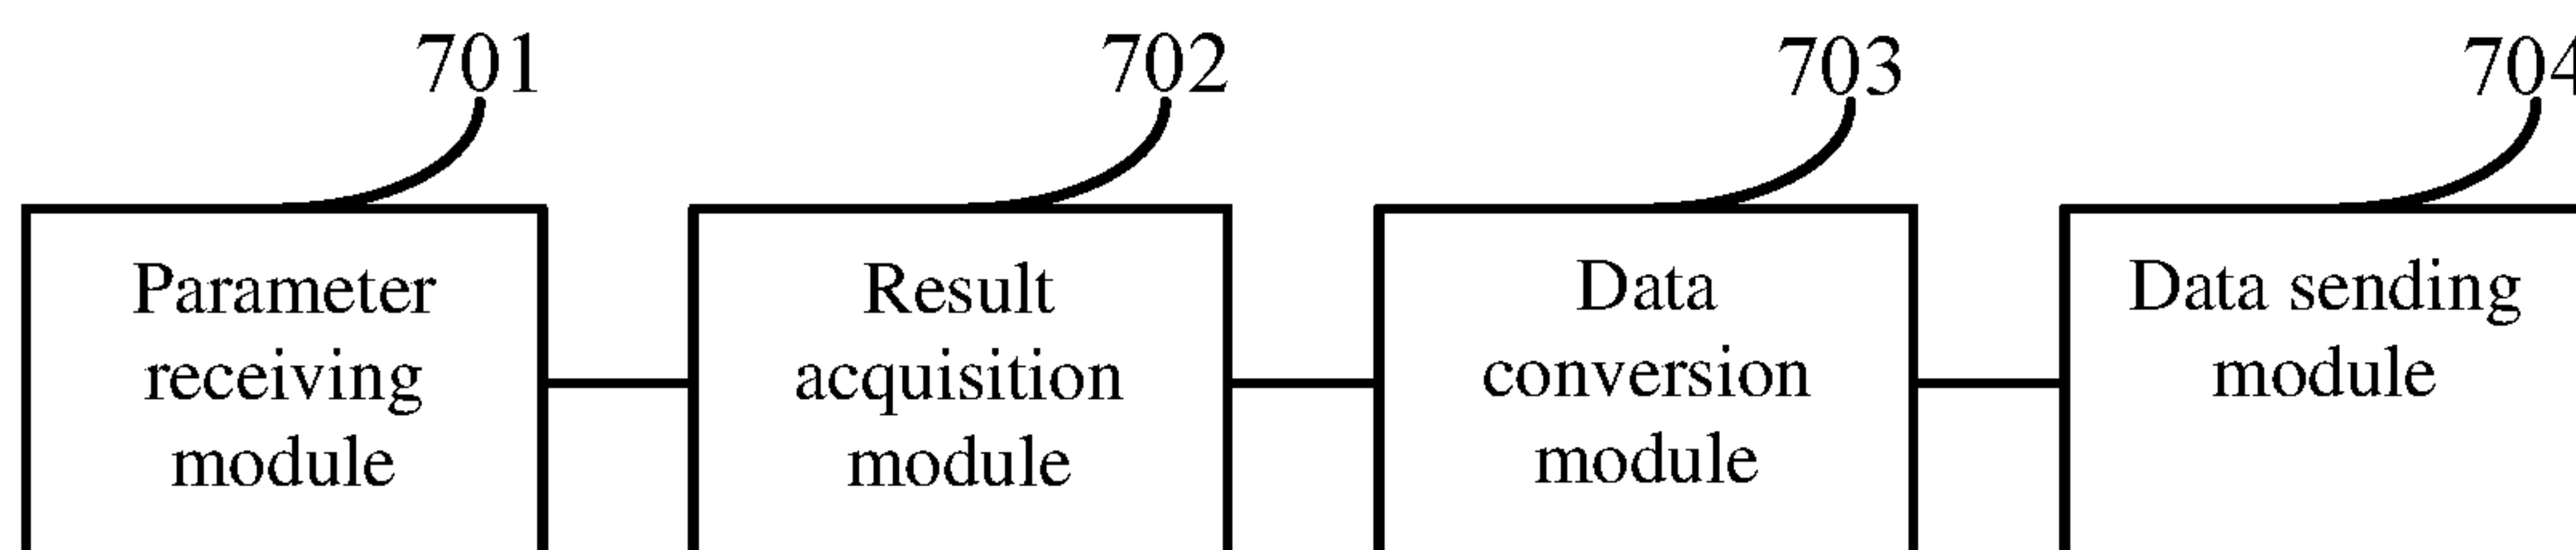 701
702
703
704
Parameter
receiving
module
Result
acquisition
module
Data
conversion
module
Data sending
module